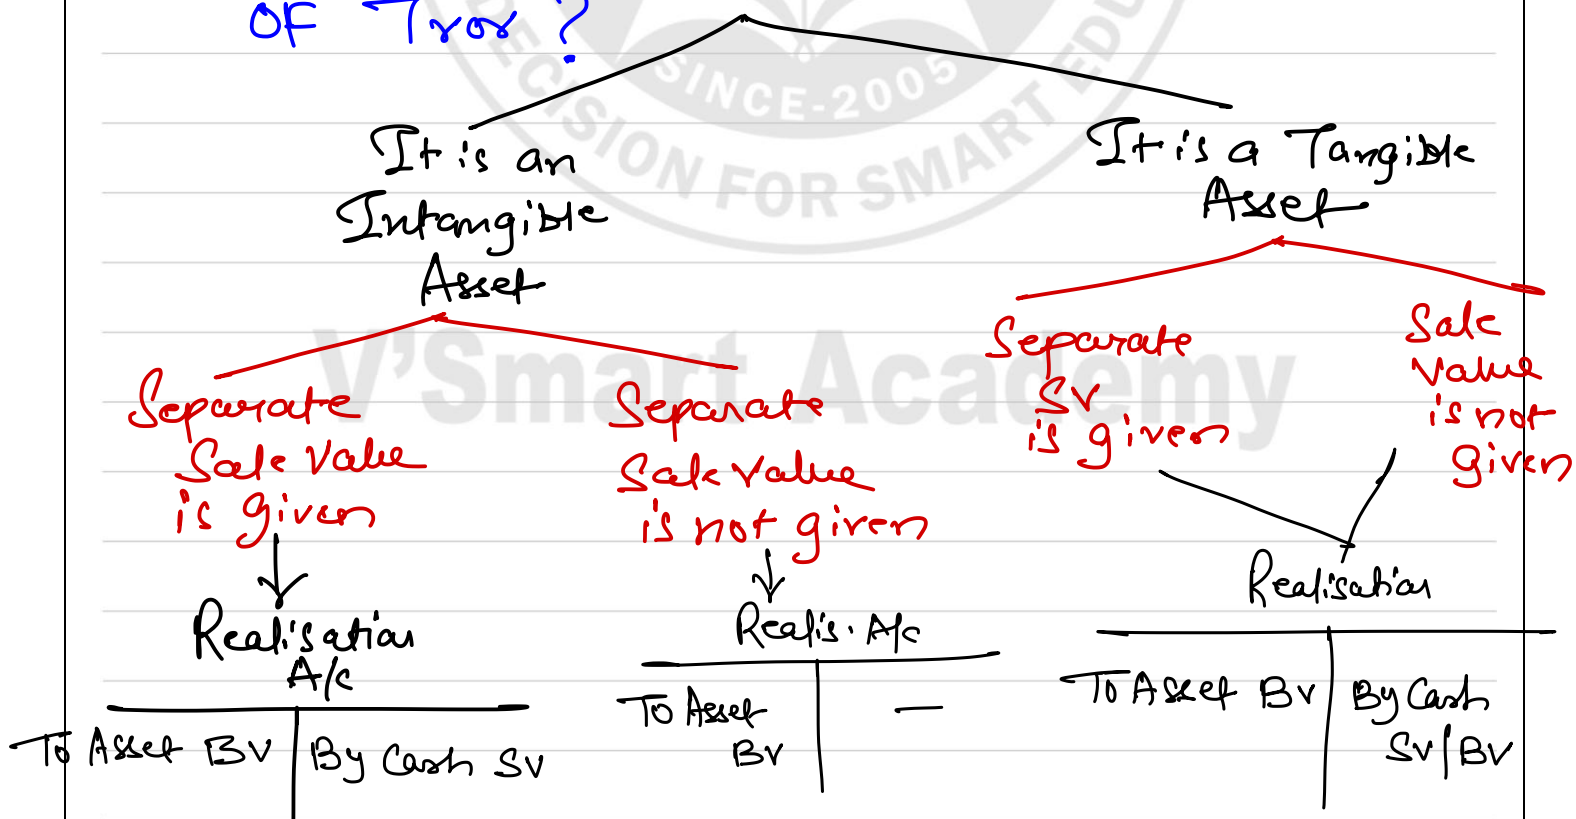 OF Tror?
SINCE-2005
DECISION FOR SMART EDU
It is an
Intangible
Asset
It is a Tangible
Asset
V'Smart Academy
Separate
Sale Value
is given
Separate
Sale Value
is not given
Separate
SV
is given
Sale
Value
is not
given
Realisation
A/c
To Asset BV
By Cash SV
Realis. A/c
To Asset
BV
—
Realisation
To Asset BV
By Cash
SV/BV